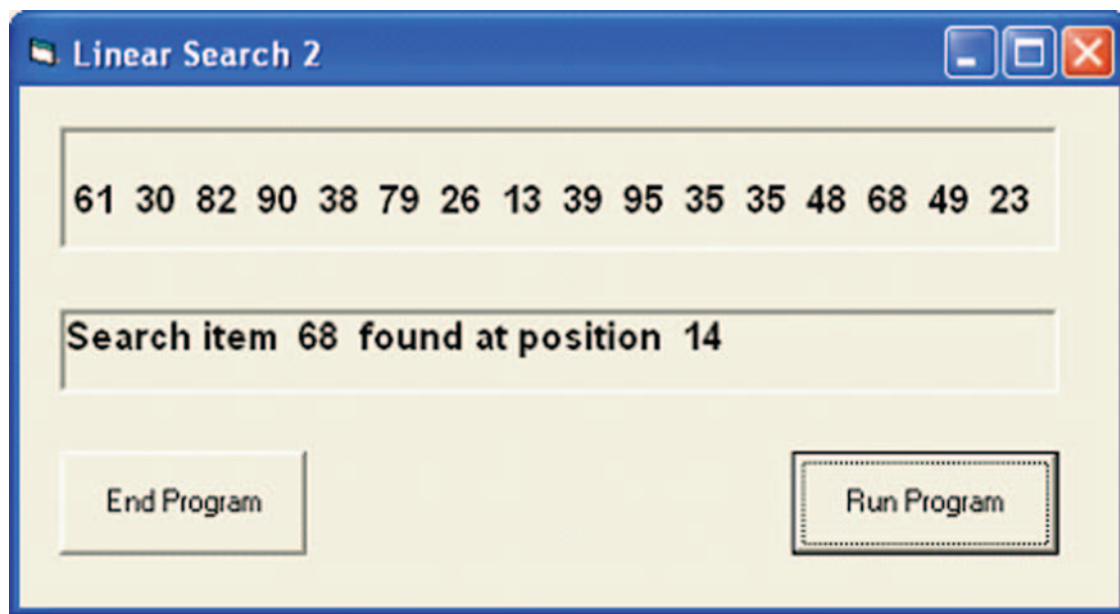 Linear Search 2
61 30 82 90 38 79 26 13 39 95 35 35 48 68 49 23
Search item 68 found at position 14
End Program
Run Program